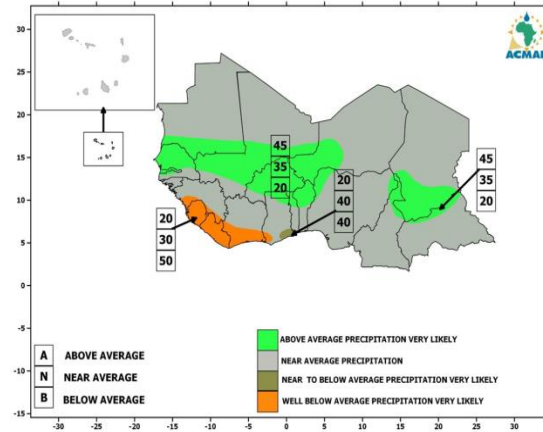 ACMAD
30
25
20
15
10
5
0
-5
-10
-15
45
35
20
20
40
40
45
35
20
20
30
50
A ABOVE AVERAGE
N NEAR AVERAGE
B BELOW AVERAGE
ABOVE AVERAGE PRECIPITATION VERY LIKELY
NEAR AVERAGE PRECIPITATION
NEAR TO BELOW AVERAGE PRECIPITATION VERY LIKELY
WELL BELOW AVERAGE PRECIPITATION VERY LIKELY
-30 -25 -20 -15 -10 -5 0 5 10 15 20 25 30